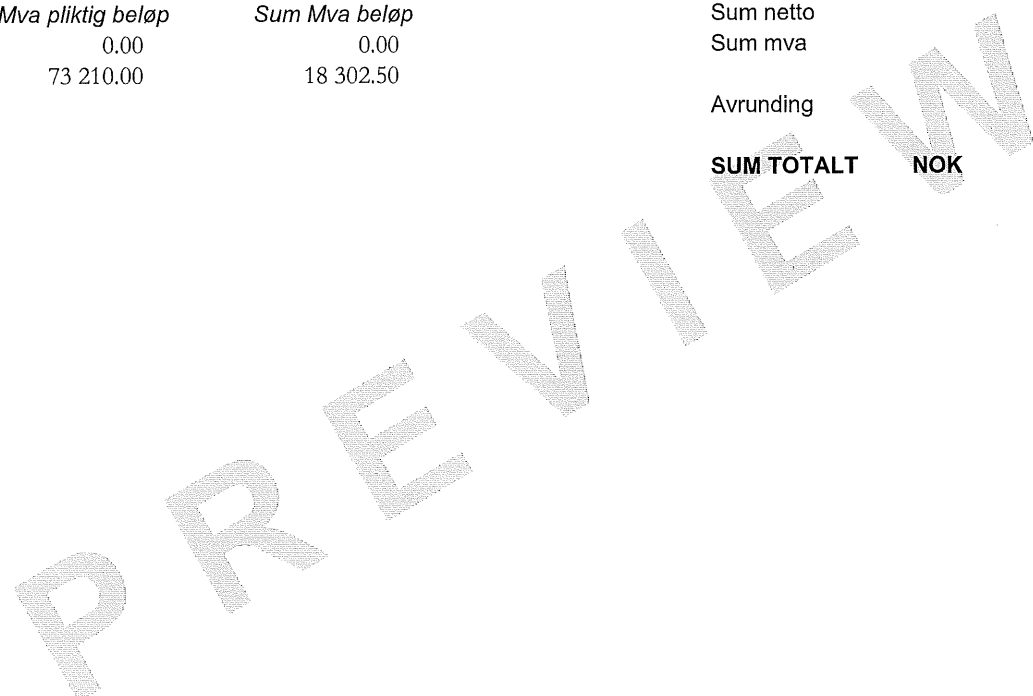 Mva pliktig beløp Sum Mva beløp Sum netto
0.00 0.00 Sum mva
73 210.00 18 302.50
Avrunding
SUM TOTALT NOK
PREVIEW